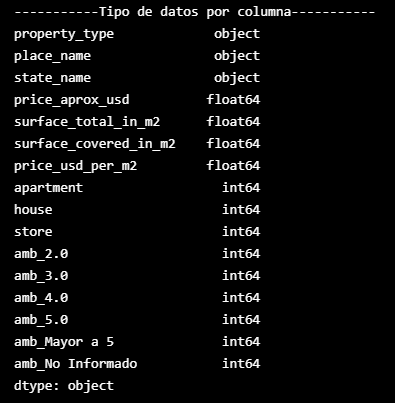 -----------Tipo de datos por columna-----------
property_type object
place_name object
state_name object
price_aprox_usd float64
surface_total_in_m2 float64
surface_covered_in_m2 float64
price_usd_per_m2 float64
apartment int64
house int64
store int64
amb_2.0 int64
amb_3.0 int64
amb_4.0 int64
amb_5.0 int64
amb_Mayor a 5 int64
amb_No Informado int64
dtype: object